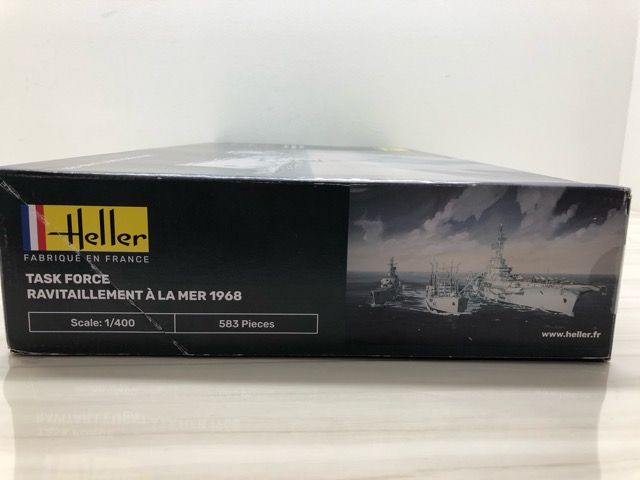 Heller
FABRIQUÉ EN FRANCE
TASK FORCE
RAVITAILLEMENT À LA MER 1968
Scale: 1/400
583 Pieces
www.heller.fr